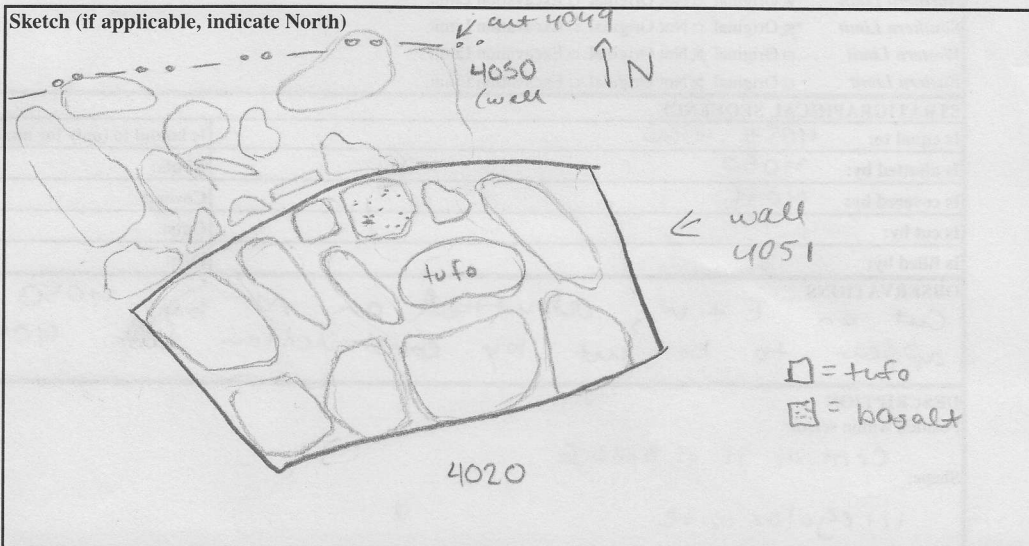 Sketch (if applicable, indicate North)
cut 4049
4050
(wall
N
wall
4051
tufo
= tufo
= basalt
4020